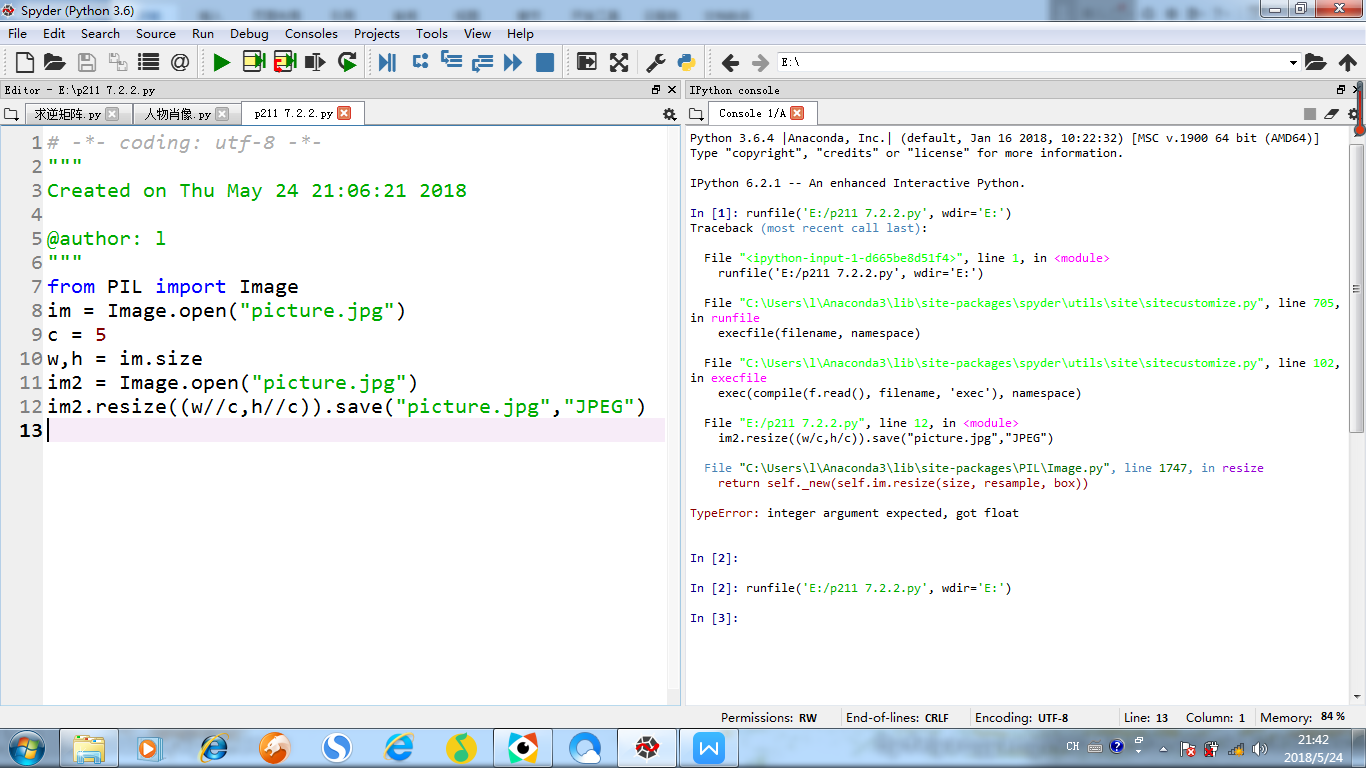 Spyder (Python 3.6)
File Edit Search Source Run Debug Consoles Projects Tools View Help
E:\
Editor - E:\p211 7.2.2.py
求逆矩阵.py 人物肖像.py p211 7.2.2.py
1 # -*- coding: utf-8 -*-
2 """
3 Created on Thu May 24 21:06:21 2018
4
5 @author: l
6 """
7 from PIL import Image
8 im = Image.open("picture.jpg")
9 c = 5
10 w,h = im.size
11 im2 = Image.open("picture.jpg")
12 im2.resize((w//c,h//c)).save("picture.jpg","JPEG")
13
IPython console
Console 1/A
Python 3.6.4 |Anaconda, Inc.| (default, Jan 16 2018, 10:22:32) [MSC v.1900 64 bit (AMD64)]
Type "copyright", "credits" or "license" for more information.
IPython 6.2.1 -- An enhanced Interactive Python.
In [1]: runfile('E:/p211 7.2.2.py', wdir='E:')
Traceback (most recent call last):
File "<ipython-input-1-d665be8d51f4>", line 1, in <module>
runfile('E:/p211 7.2.2.py', wdir='E:')
File "C:\Users\l\Anaconda3\lib\site-packages\spyder\utils\site\sitecustomize.py", line 705,
in runfile
execfile(filename, namespace)
File "C:\Users\l\Anaconda3\lib\site-packages\spyder\utils\site\sitecustomize.py", line 102,
in execfile
exec(compile(f.read(), filename, 'exec'), namespace)
File "E:/p211 7.2.2.py", line 12, in <module>
im2.resize((w/c,h/c)).save("picture.jpg","JPEG")
File "C:\Users\l\Anaconda3\lib\site-packages\PIL\Image.py", line 1747, in resize
return self._new(self.im.resize(size, resample, box))
TypeError: integer argument expected, got float
In [2]:
In [2]: runfile('E:/p211 7.2.2.py', wdir='E:')
In [3]:
Permissions: RW End-of-lines: CRLF Encoding: UTF-8 Line: 13 Column: 1 Memory: 84 %
CH
21:42
2018/5/24